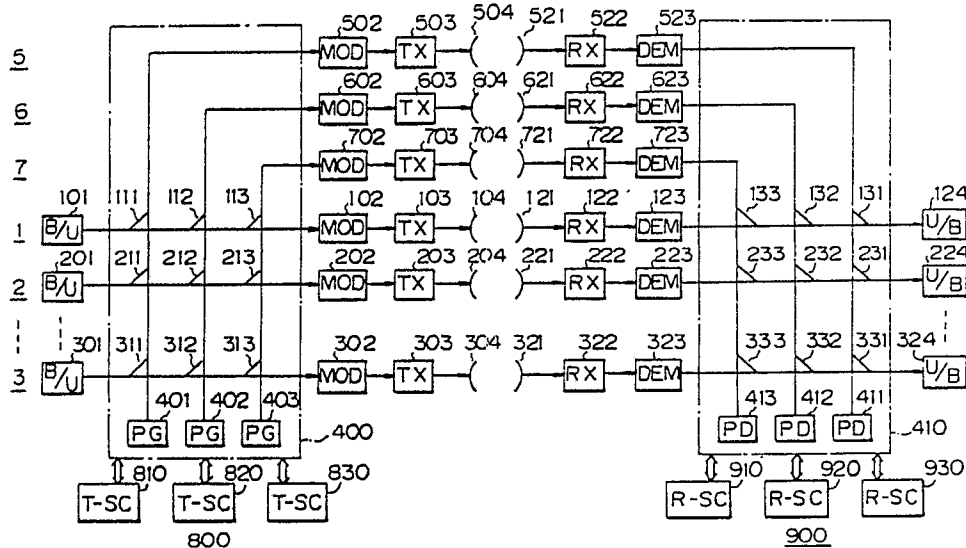 502 503 504 521 522 523
5 MOD TX RX DEM
602 603 604 621 622 623
6 MOD TX RX DEM
702 703 704 721 722 723
7 MOD TX RX DEM
101 111 112 113 102 103 104 121 122 123 133 132 131 124
1 B/U MOD TX RX DEM U/B
201 211 212 213 202 203 204 221 222 223 233 232 231 224
2 B/U MOD TX RX DEM U/B
301 311 312 313 302 303 304 321 322 323 333 332 331 324
3 B/U MOD TX RX DEM U/B
401 402 403 413 412 411
PG PG PG 400 PD PD PD 410
810 820 830 910 920 930
T-SC T-SC T-SC R-SC R-SC R-SC
800 900